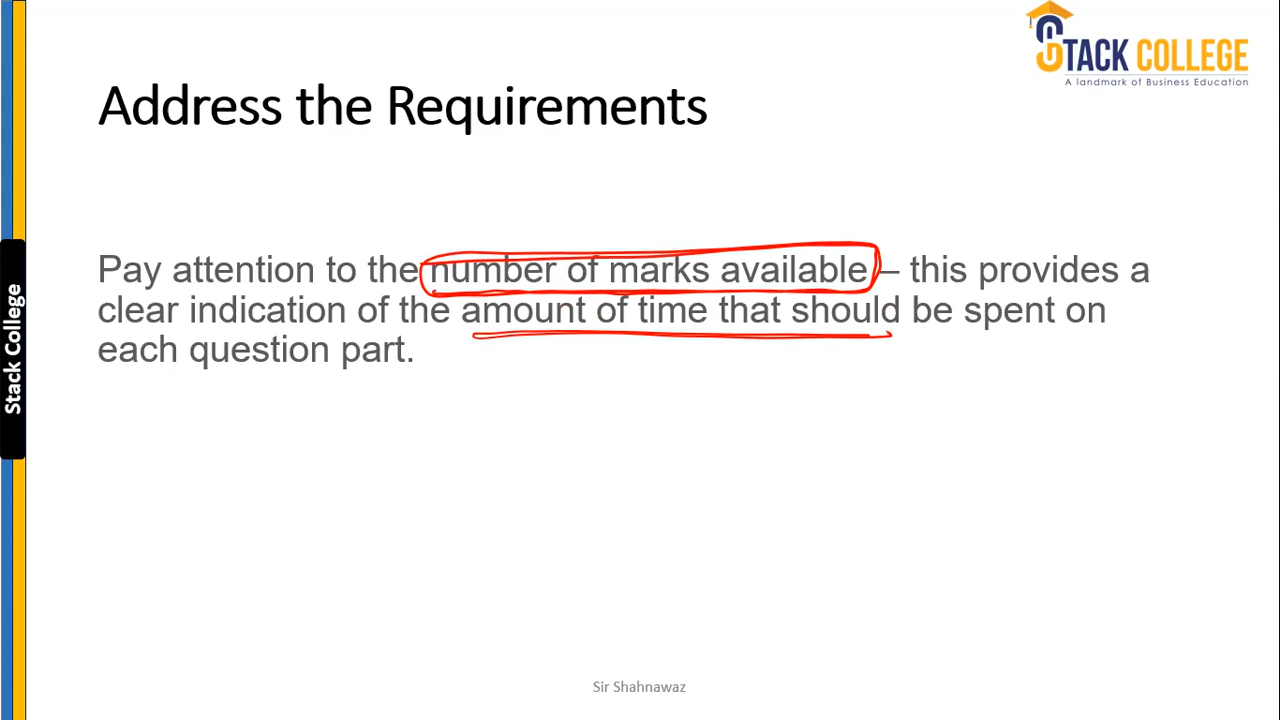 STACK COLLEGE
A landmark of Business Education
Address the Requirements
Pay attention to the number of marks available – this provides a
clear indication of the amount of time that should be spent on
each question part.
Stack College
Sir Shahnawaz